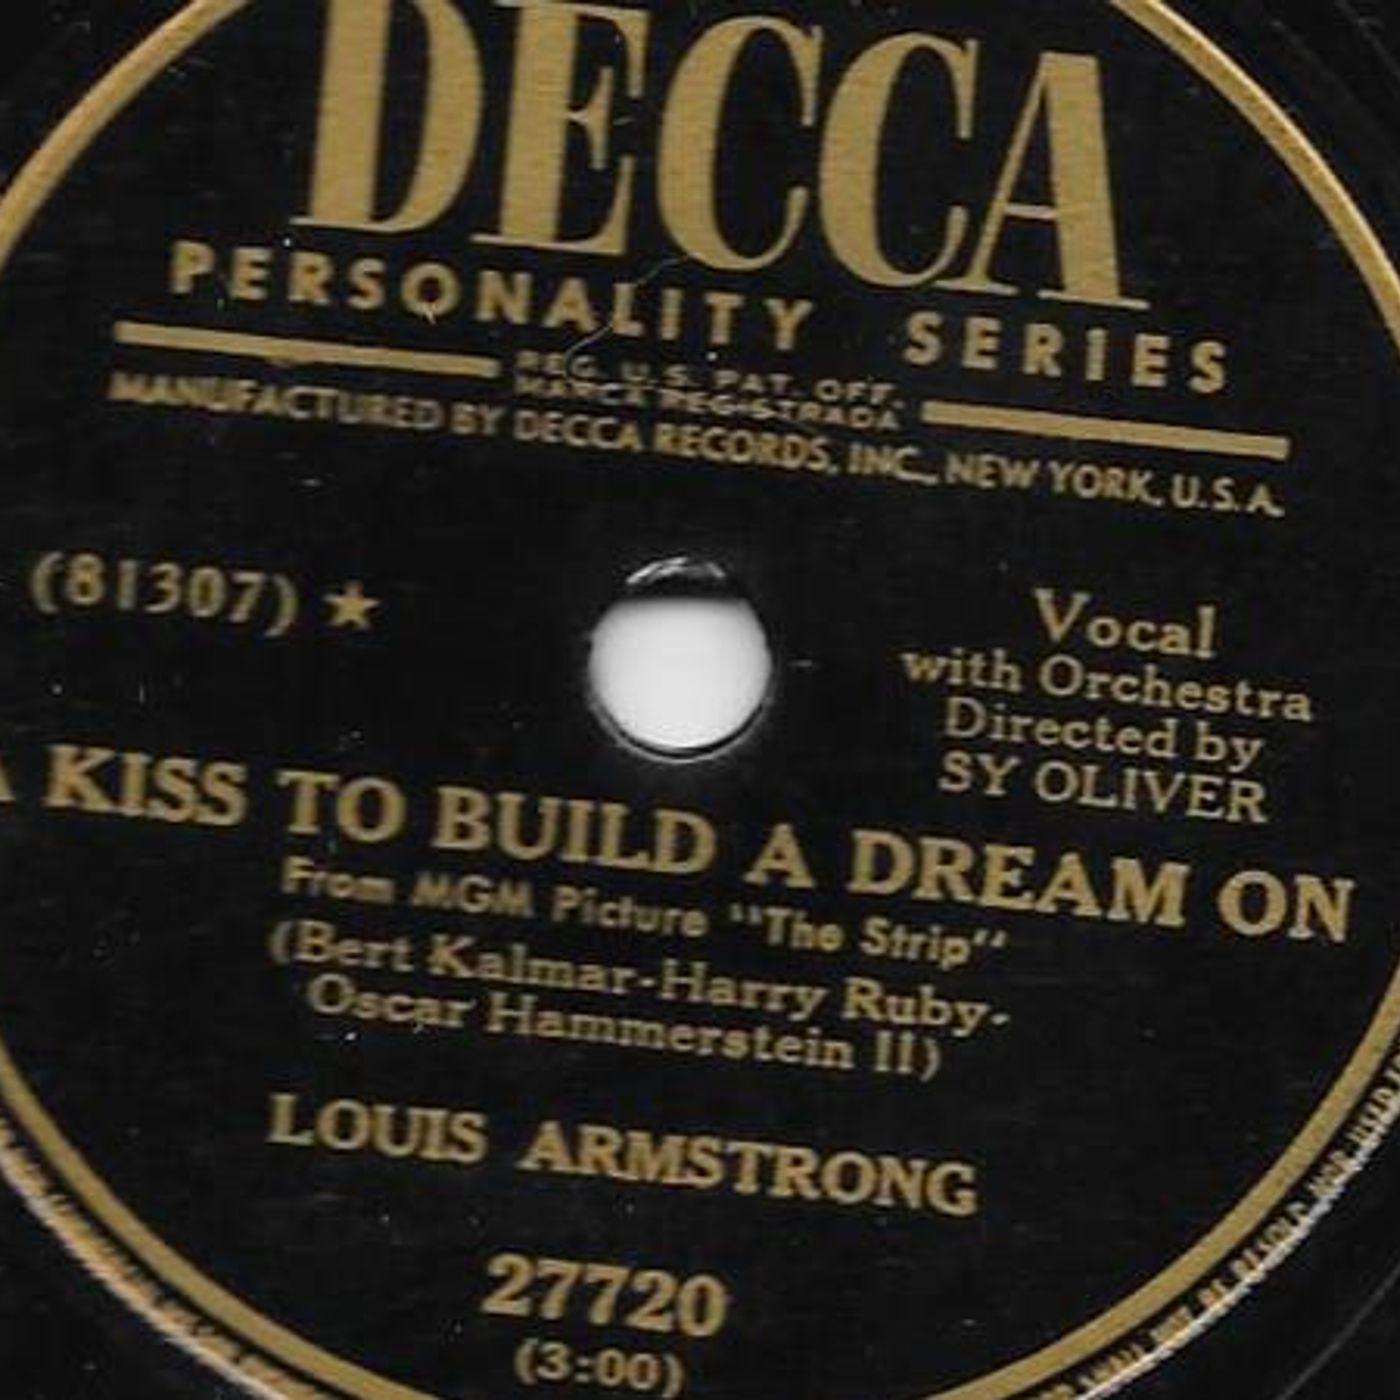 DECCA
PERSONALITY SERIES
REG. U.S. PAT. OFF.
MARCA REGISTRADA
MANUFACTURED BY DECCA RECORDS, INC., NEW YORK, U.S.A.
(81307) ★
Vocal
with Orchestra
Directed by
SY OLIVER
A KISS TO BUILD A DREAM ON
From MGM Picture "The Strip"
(Bert Kalmar-Harry Ruby-
Oscar Hammerstein II)
LOUIS ARMSTRONG
27720
(3:00)